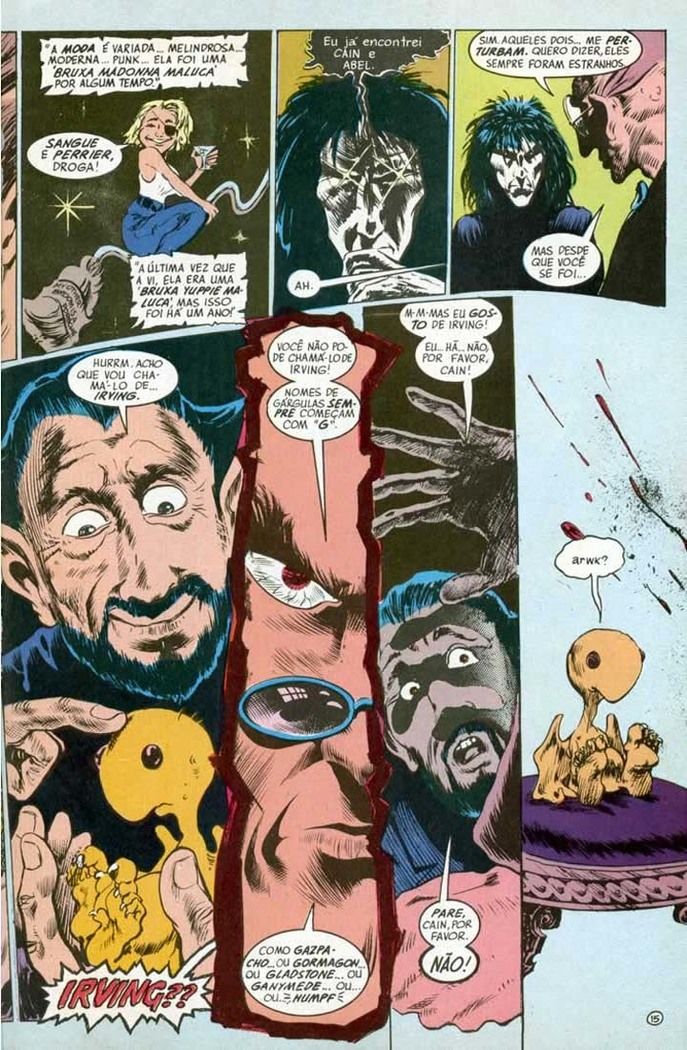 "A MODA É VARIADA... MELINDROSA...
MODERNA... PUNK... ELA FOI UMA
'BRUXA MADONNA MALUCA'
POR ALGUM TEMPO."
SANGUE
E PERRIER,
DROGA!
"A ÚLTIMA VEZ QUE
A VI, ELA ERA UMA
'BRUXA YUPPIE MA-
LUCA', MAS ISSO
FOI HÁ UM ANO!"
Eu já encontrei
CAIN e
ABEL.
AH.
SIM. AQUELES DOIS... ME PER-
TURBAM. QUERO DIZER, ELES
SEMPRE FORAM ESTRANHOS.
MAS DESDE
QUE VOCÊ
SE FOI...
HURRM. ACHO
QUE VOU CHA-
MÁ-LO DE...
IRVING.
IRVING??
VOCÊ NÃO PO-
DE CHAMÁ-LO DE
IRVING!
NOMES DE
GÁRGULAS SEM-
PRE COMEÇAM
COM "G".
COMO GAZPA-
CHO... OU GORMAGON...
OU GLADSTONE... OU
GANYMEDE... OU...
OU... HUMPF
M-M-MAS EU GOS-
TO DE IRVING!
EU... HÃ... NÃO,
POR FAVOR,
CAIN!
PARE,
CAIN, POR
FAVOR.
NÃO!
arwk?
15